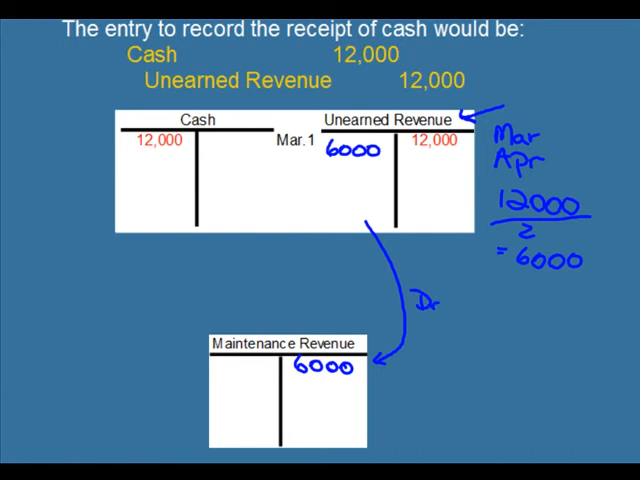 The entry to record the receipt of cash would be:
Cash 12,000
Unearned Revenue 12,000
Cash Unearned Revenue
12,000 Mar.1 6000 12,000
Mar
Apr
12000
2
= 6000
Dr
Maintenance Revenue
6000